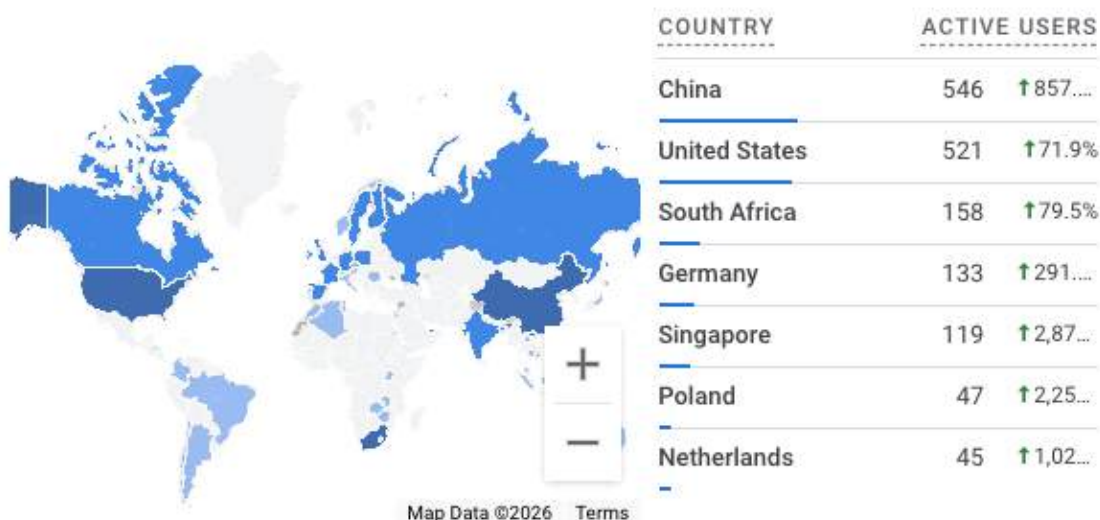 COUNTRY ACTIVE USERS
China 546 ↑857....
United States 521 ↑71.9%
South Africa 158 ↑79.5%
Germany 133 ↑291....
Singapore 119 ↑2,87...
Poland 47 ↑2,25...
Netherlands 45 ↑1,02...
+
−
Map Data ©2026 Terms